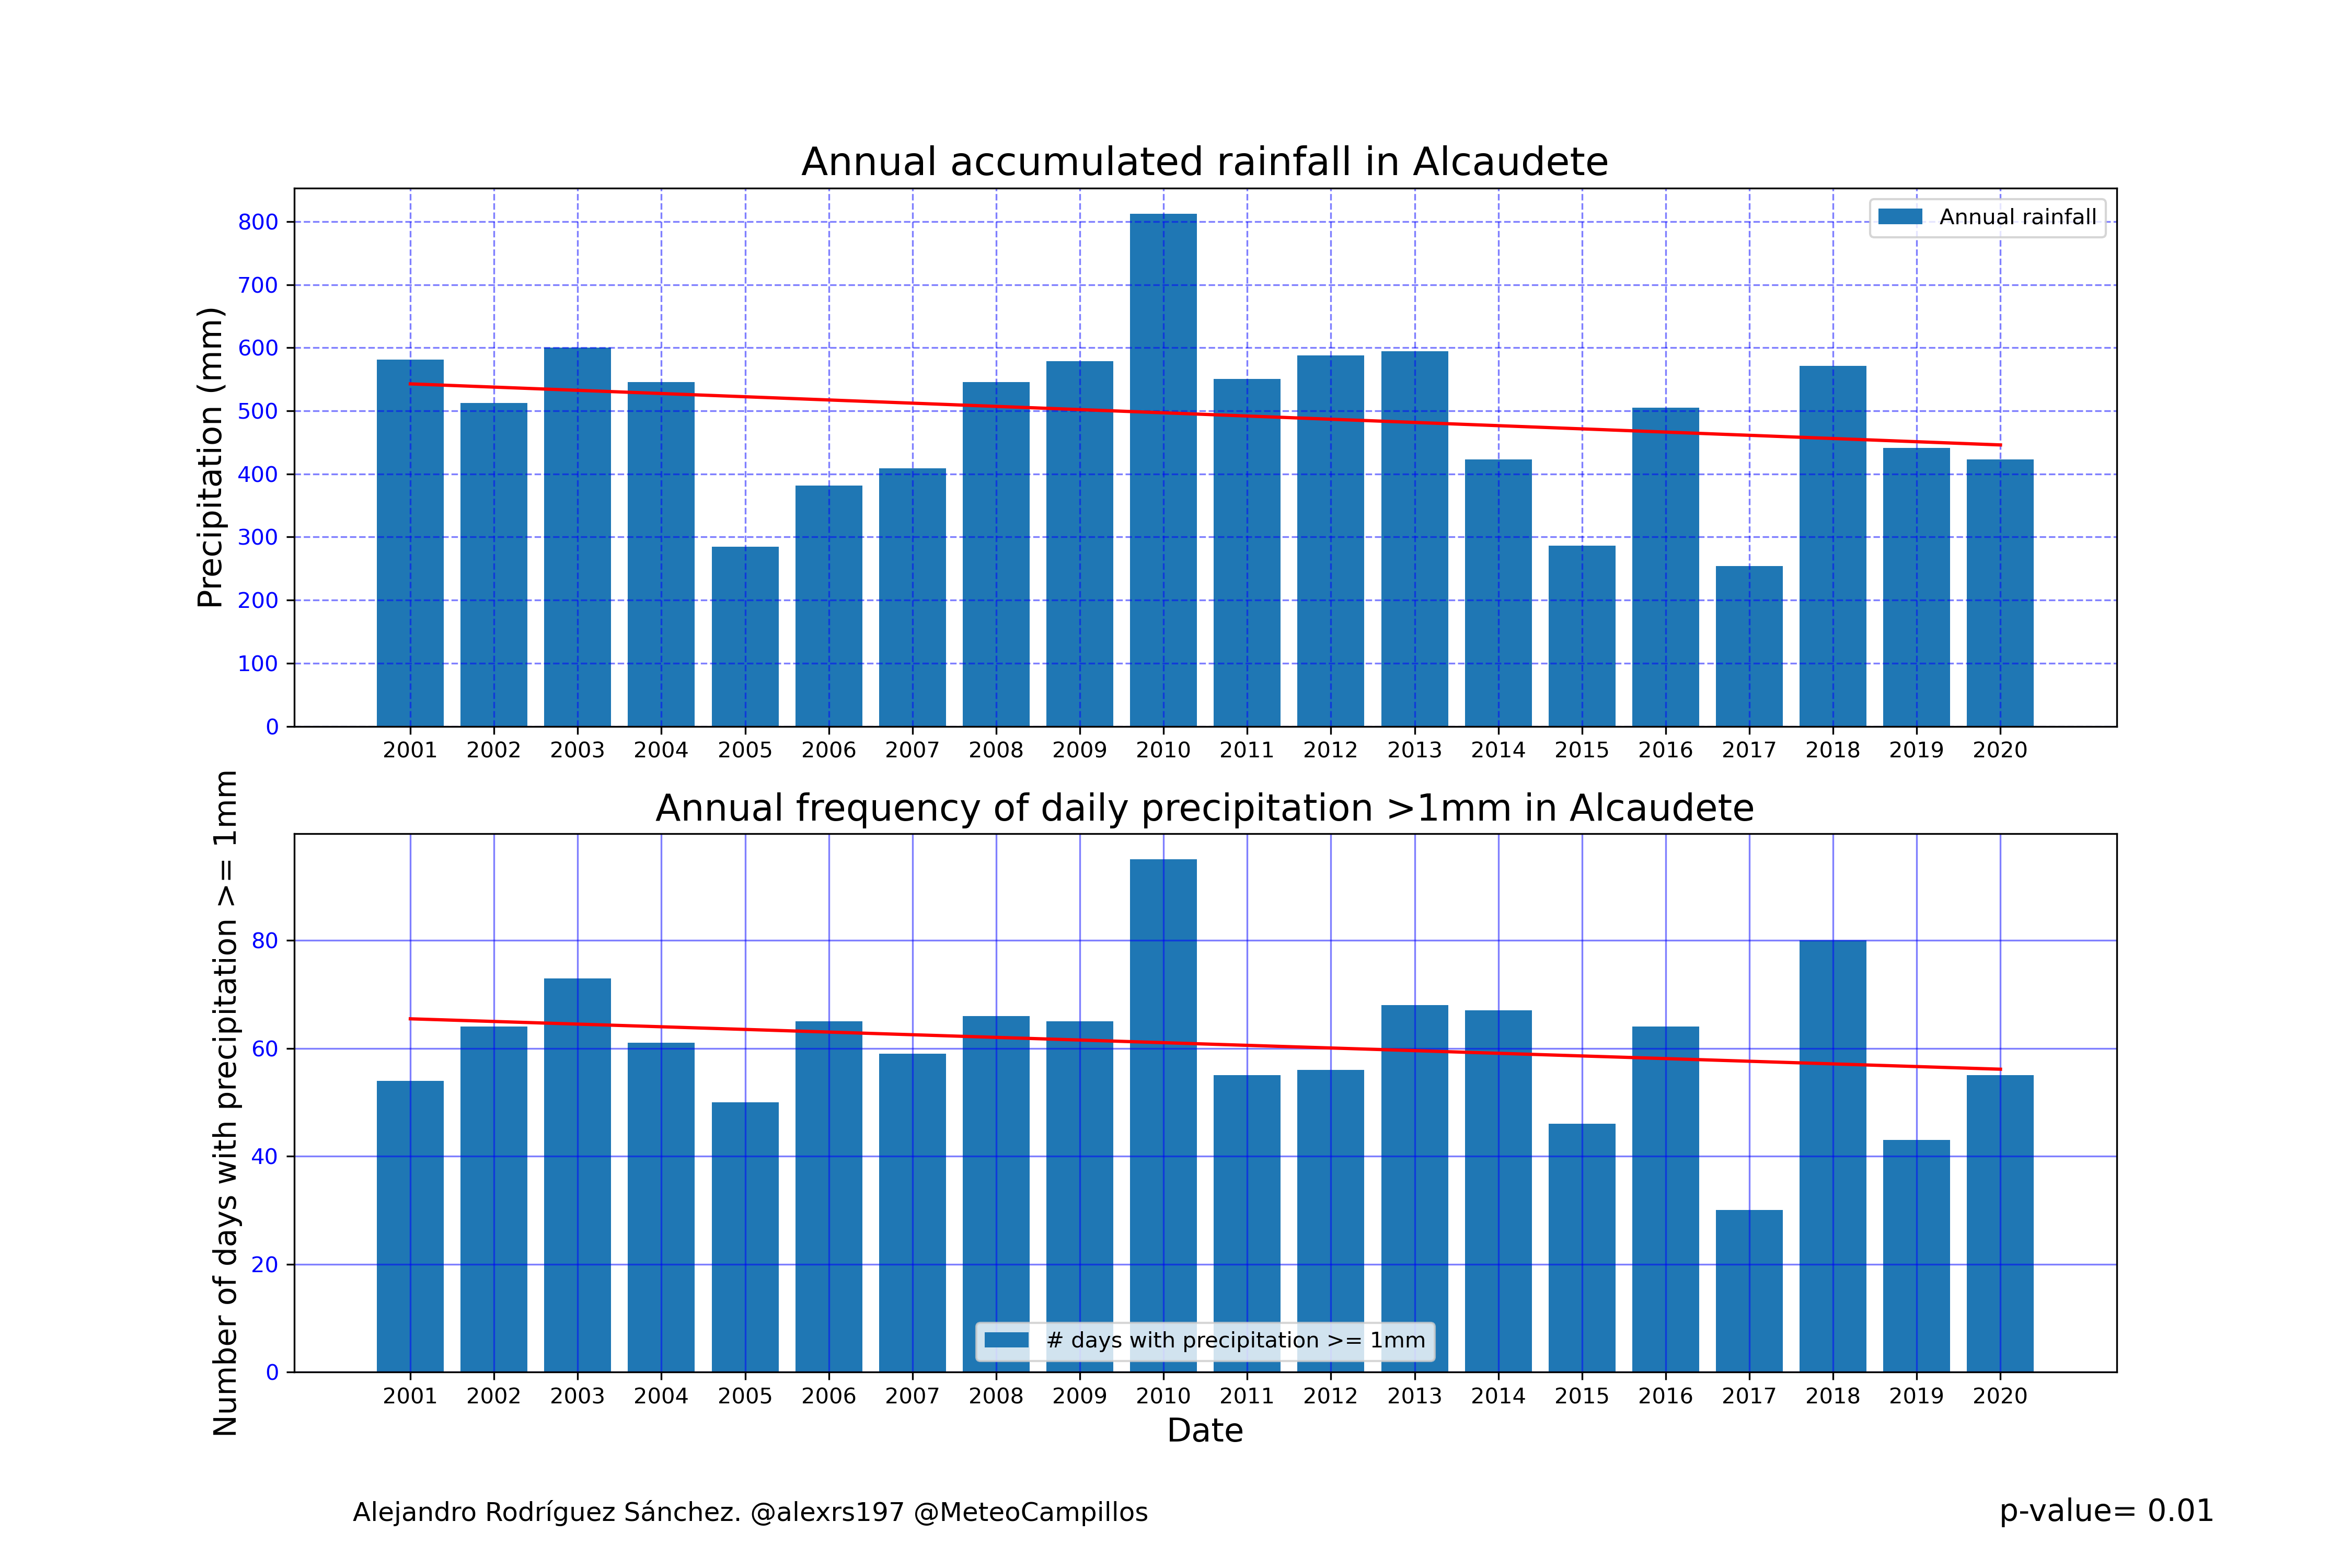 Annual accumulated rainfall in Alcaudete
Precipitation (mm)
800
700
600
500
400
300
200
100
0
Annual rainfall
2001 2002 2003 2004 2005 2006 2007 2008 2009 2010 2011 2012 2013 2014 2015 2016 2017 2018 2019 2020
Annual frequency of daily precipitation >1mm in Alcaudete
Number of days with precipitation >= 1mm
80
60
40
20
0
# days with precipitation >= 1mm
2001 2002 2003 2004 2005 2006 2007 2008 2009 2010 2011 2012 2013 2014 2015 2016 2017 2018 2019 2020
Date
Alejandro Rodríguez Sánchez. @alexrs197 @MeteoCampillos
p-value= 0.01